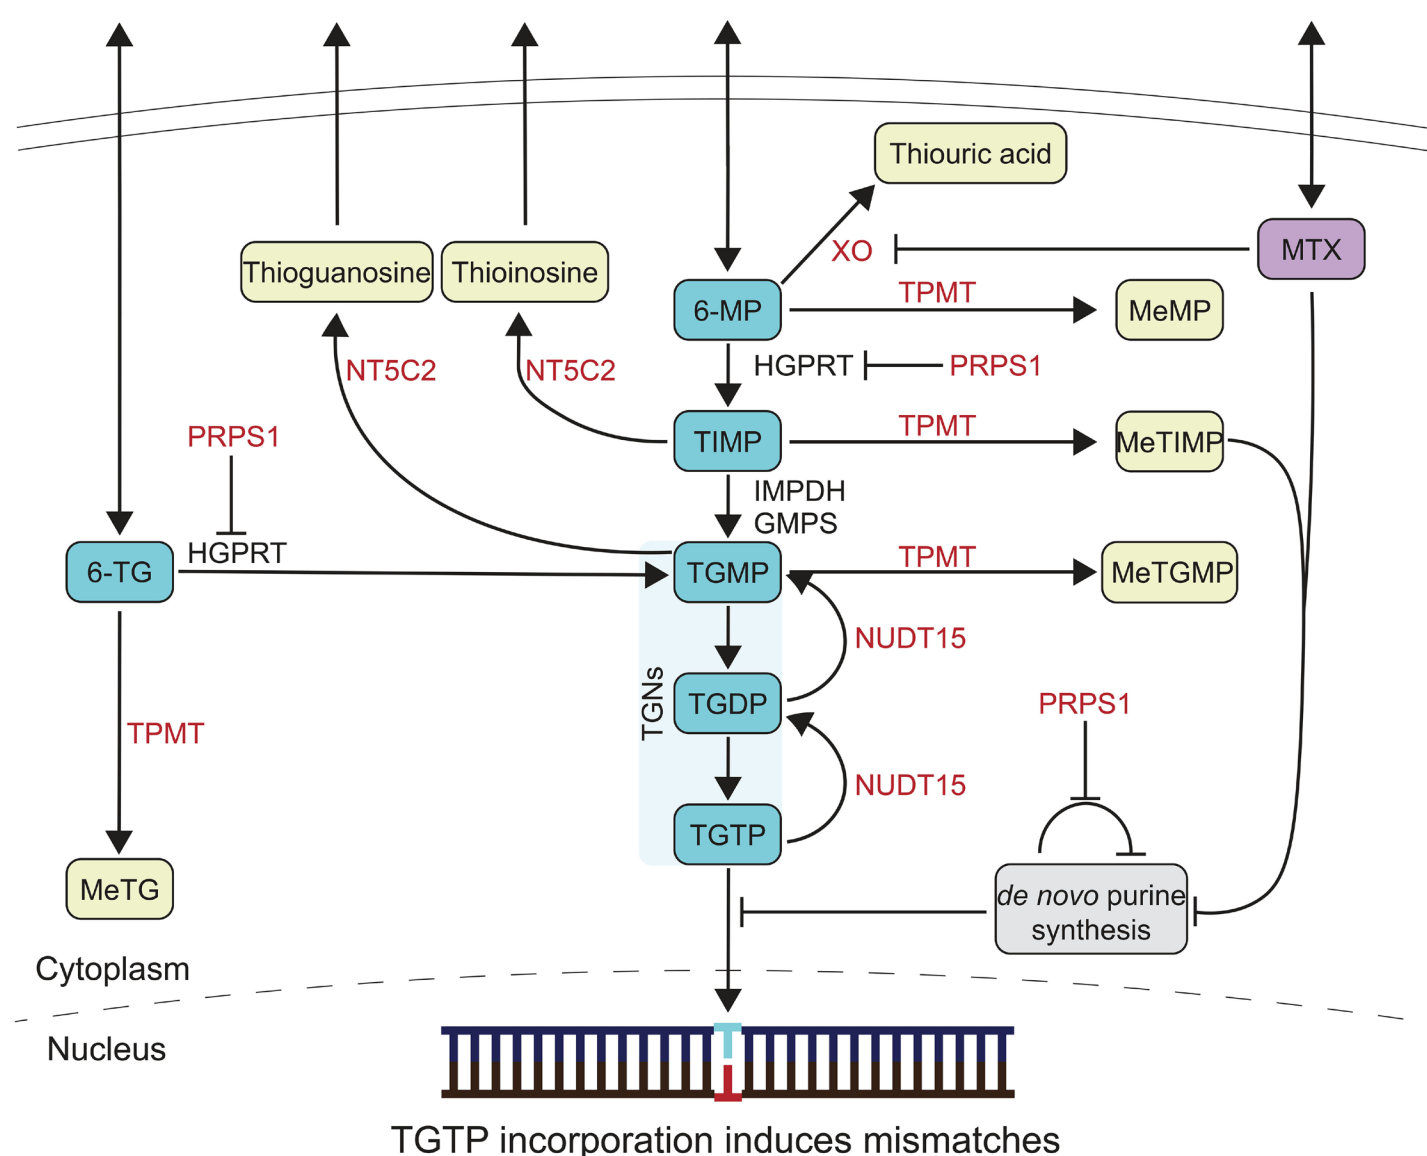 Thiouric acid
XO
MTX
Thioguanosine
Thioinosine
6-MP
TPMT
MeMP
NT5C2
NT5C2
HGPRT
PRPS1
PRPS1
TIMP
TPMT
MeTIMP
IMPDH
GMPS
HGPRT
6-TG
TGMP
TPMT
MeTGMP
NUDT15
TGNs
TGDP
PRPS1
TPMT
NUDT15
TGTP
MeTG
de novo purine
synthesis
Cytoplasm
Nucleus
TGTP incorporation induces mismatches